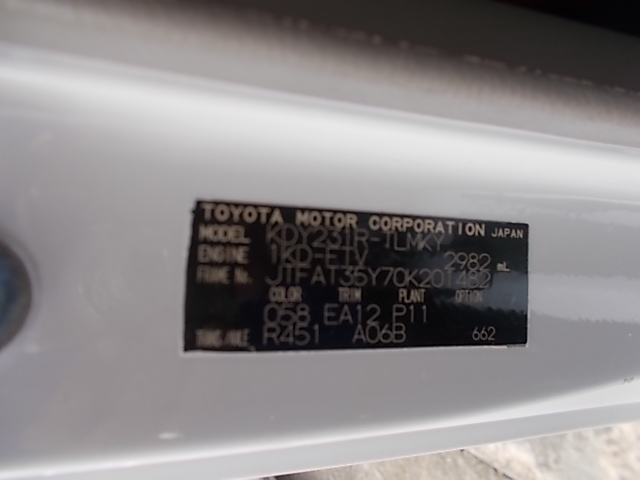 TOYOTA MOTOR CORPORATION JAPAN
MODEL KDY231R-TLMKY
ENGINE 1KD-FTV 2982 mL
FRAME Nr. JTFAT35Y70K201482
COLOR TRIM PLANT OPTION
058 EA12 P11
TRANS/AXLE R451 A06B 662